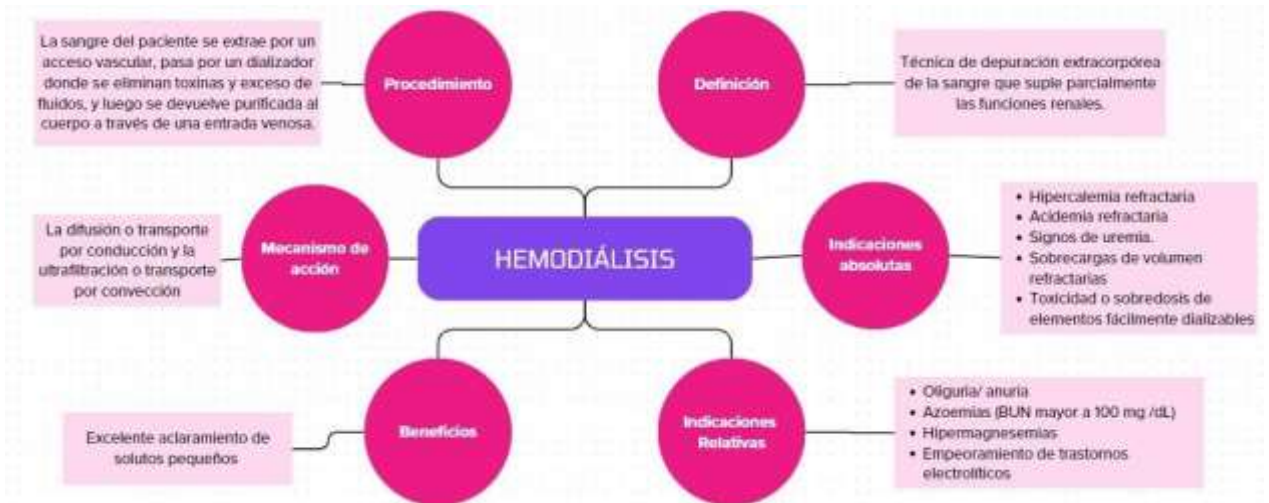 La sangre del paciente se extrae por un
acceso vascular, pasa por un dializador
donde se eliminan toxinas y exceso de
fluidos, y luego se devuelve purificada al
cuerpo a través de una entrada venosa.
Procedimiento
Definición
Técnica de depuración extracorpórea
de la sangre que suple parcialmente
las funciones renales.
La difusión o transporte
por conducción y la
ultrafiltración o transporte
por convección
Mecanismo de
acción
HEMODIÁLISIS
Indicaciones
absolutas
• Hipercalemia refractaria
• Acidemia refractaria
• Signos de uremia.
• Sobrecargas de volumen
refractarias
• Toxicidad o sobredosis de
elementos fácilmente dializables
Excelente aclaramiento de
solutos pequeños
Beneficios
Indicaciones
Relativas
• Oliguria/ anuria
• Azoemias (BUN mayor a 100 mg /dL)
• Hipermagnesemias
• Empeoramiento de trastornos
electrolíticos